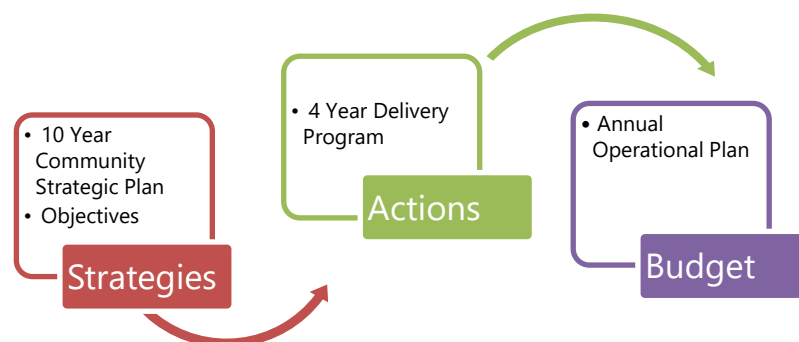 • 10 Year
Community
Strategic Plan
• Objectives
Strategies
• 4 Year Delivery
Program
Actions
• Annual
Operational Plan
Budget